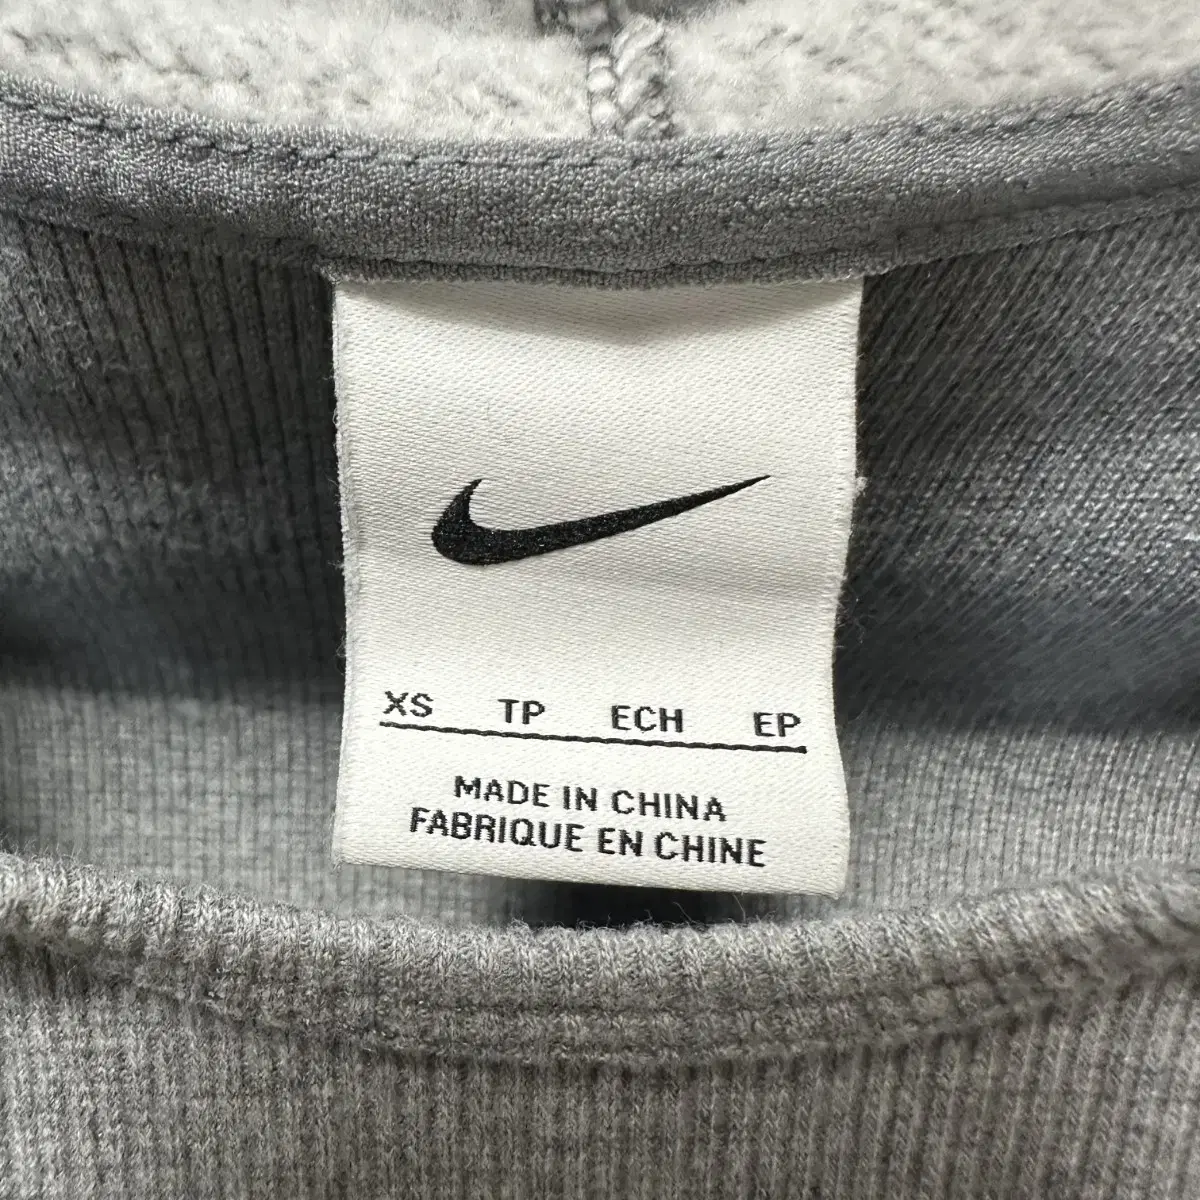 XS TP ECH EP
MADE IN CHINA
FABRIQUE EN CHINE